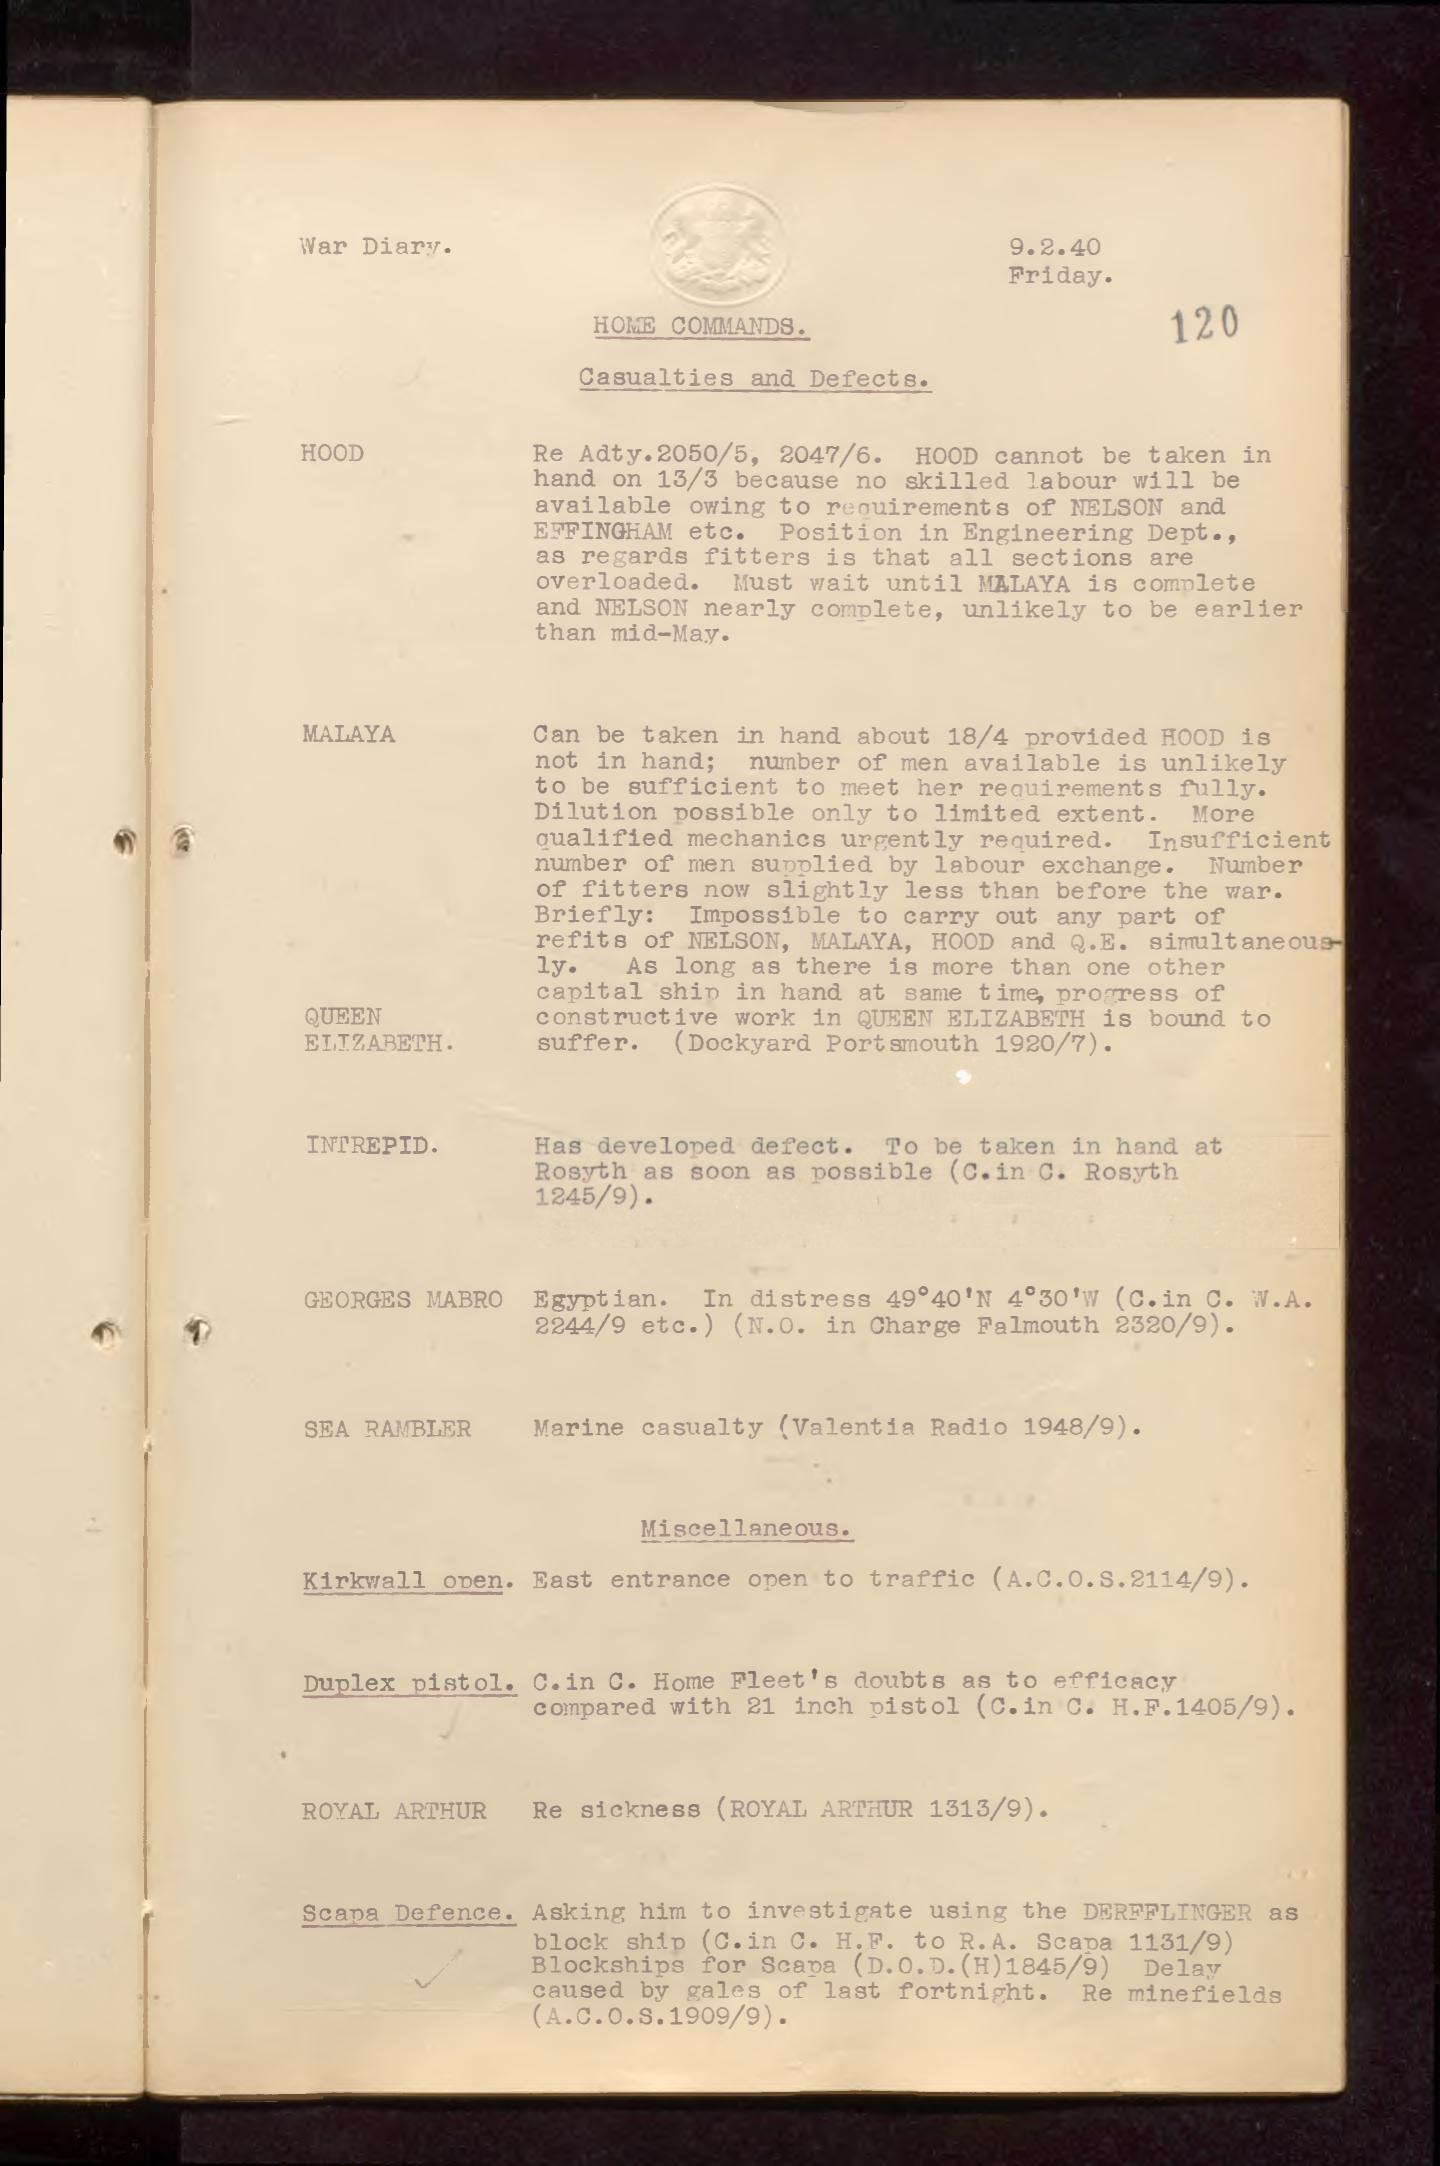 War Diary.
9.2.40
Friday.
120
HOME COMMANDS.
Casualties and Defects.
HOOD
Re Adty.2050/5, 2047/6. HOOD cannot be taken in
hand on 13/3 because no skilled labour will be
available owing to requirements of NELSON and
EFFINGHAM etc. Position in Engineering Dept.,
as regards fitters is that all sections are
overloaded. Must wait until MALAYA is complete
and NELSON nearly complete, unlikely to be earlier
than mid-May.
MALAYA
Can be taken in hand about 18/4 provided HOOD is
not in hand; number of men available is unlikely
to be sufficient to meet her requirements fully.
Dilution possible only to limited extent. More
qualified mechanics urgently required. Insufficient
number of men supplied by labour exchange. Number
of fitters now slightly less than before the war.
Briefly: Impossible to carry out any part of
refits of NELSON, MALAYA, HOOD and Q.E. simultaneous-
ly. As long as there is more than one other
capital ship in hand at same time, progress of
QUEEN constructive work in QUEEN ELIZABETH is bound to
ELIZABETH. suffer. (Dockyard Portsmouth 1920/7).
INTREPID. Has developed defect. To be taken in hand at
Rosyth as soon as possible (C.in C. Rosyth
1245/9).
GEORGES MABRO Egyptian. In distress 49°40'N 4°30'W (C.in C. W.A.
2244/9 etc.) (N.O. in Charge Falmouth 2320/9).
SEA RAMBLER Marine casualty (Valentia Radio 1948/9).
Miscellaneous.
Kirkwall open. East entrance open to traffic (A.C.O.S.2114/9).
Duplex pistol. C.in C. Home Fleet's doubts as to efficacy
compared with 21 inch pistol (C.in C. H.F.1405/9).
ROYAL ARTHUR Re sickness (ROYAL ARTHUR 1313/9).
Scapa Defence. Asking him to investigate using the DERFFLINGER as
block ship (C.in C. H.F. to R.A. Scapa 1131/9)
Blockships for Scapa (D.O.D.(H)1845/9) Delay
caused by gales of last fortnight. Re minefields
(A.C.O.S.1909/9).